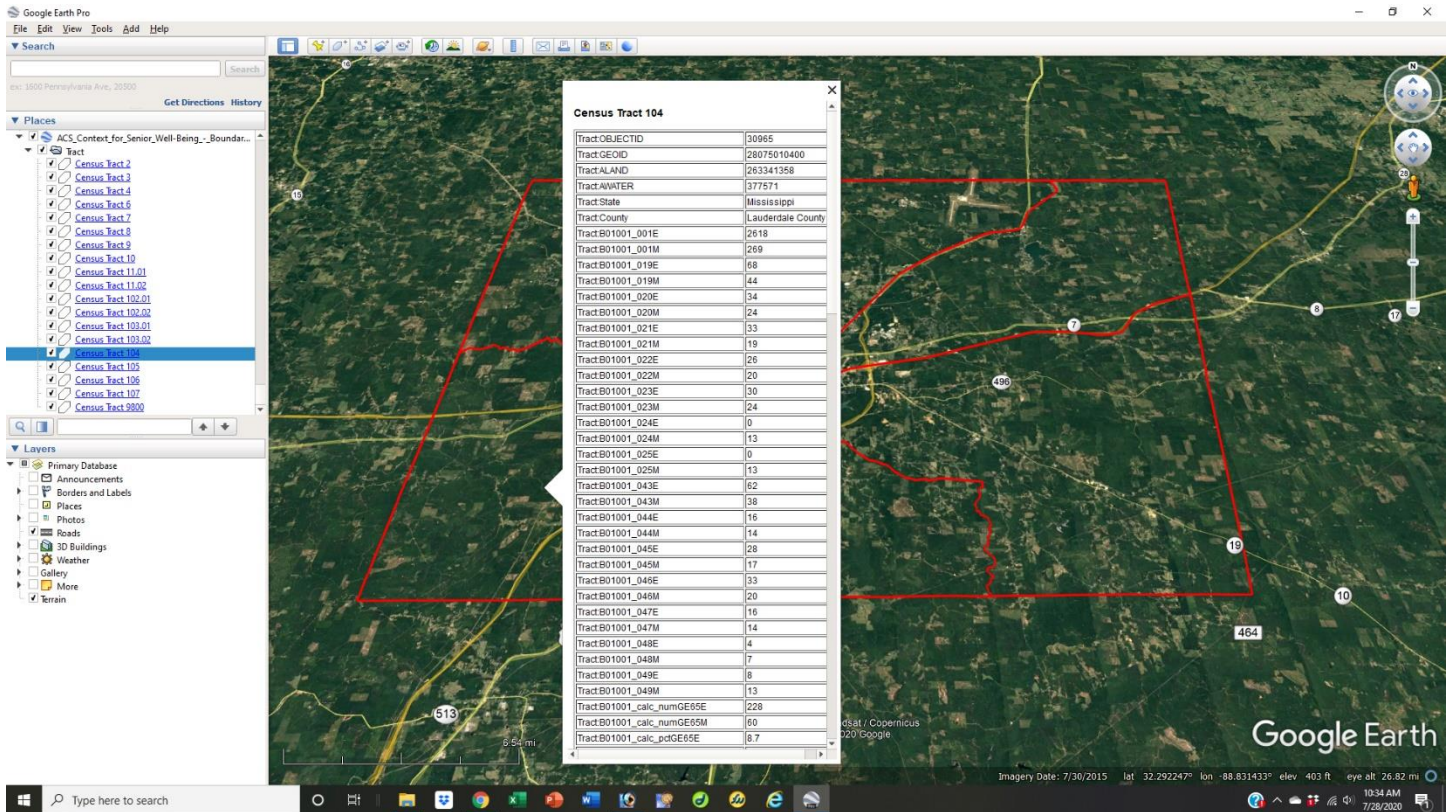 Google Earth Pro
File Edit View Tools Add Help
▼ Search
Search
ex: 1600 Pennsylvania Ave, 20500
Get Directions History
▼ Places
ACS_Context_for_Senior_Well-Being_-_Boundar...
Tract
Census Tract 2
Census Tract 3
Census Tract 4
Census Tract 6
Census Tract 7
Census Tract 8
Census Tract 9
Census Tract 10
Census Tract 11.01
Census Tract 11.02
Census Tract 102.01
Census Tract 102.02
Census Tract 103.01
Census Tract 103.02
Census Tract 104
Census Tract 105
Census Tract 106
Census Tract 107
Census Tract 9800
▼ Layers
Primary Database
Announcements
Borders and Labels
Places
Photos
Roads
3D Buildings
Weather
Gallery
More
Terrain
Census Tract 104
Tract:OBJECTID 30965
Tract:GEOID 28075010400
Tract:ALAND 263341358
Tract:AWATER 377571
Tract:State Mississippi
Tract:County Lauderdale County
Tract:B01001_001E 2618
Tract:B01001_001M 269
Tract:B01001_019E 68
Tract:B01001_019M 44
Tract:B01001_020E 34
Tract:B01001_020M 24
Tract:B01001_021E 33
Tract:B01001_021M 19
Tract:B01001_022E 26
Tract:B01001_022M 20
Tract:B01001_023E 30
Tract:B01001_023M 24
Tract:B01001_024E 0
Tract:B01001_024M 13
Tract:B01001_025E 0
Tract:B01001_025M 13
Tract:B01001_043E 62
Tract:B01001_043M 38
Tract:B01001_044E 16
Tract:B01001_044M 14
Tract:B01001_045E 28
Tract:B01001_045M 17
Tract:B01001_046E 33
Tract:B01001_046M 20
Tract:B01001_047E 16
Tract:B01001_047M 14
Tract:B01001_048E 4
Tract:B01001_048M 7
Tract:B01001_049E 8
Tract:B01001_049M 13
Tract:B01001_calc_numGE65E 228
Tract:B01001_calc_numGE65M 60
Tract:B01001_calc_pctGE65E 8.7
16
15
N
28
8
17
7
496
19
10
464
513
6.54 mi
dsat / Copernicus
020 Google
Google Earth
Imagery Date: 7/30/2015 lat 32.292247° lon -88.831433° elev 403 ft eye alt 26.82 mi
Type here to search
10:34 AM
7/28/2020